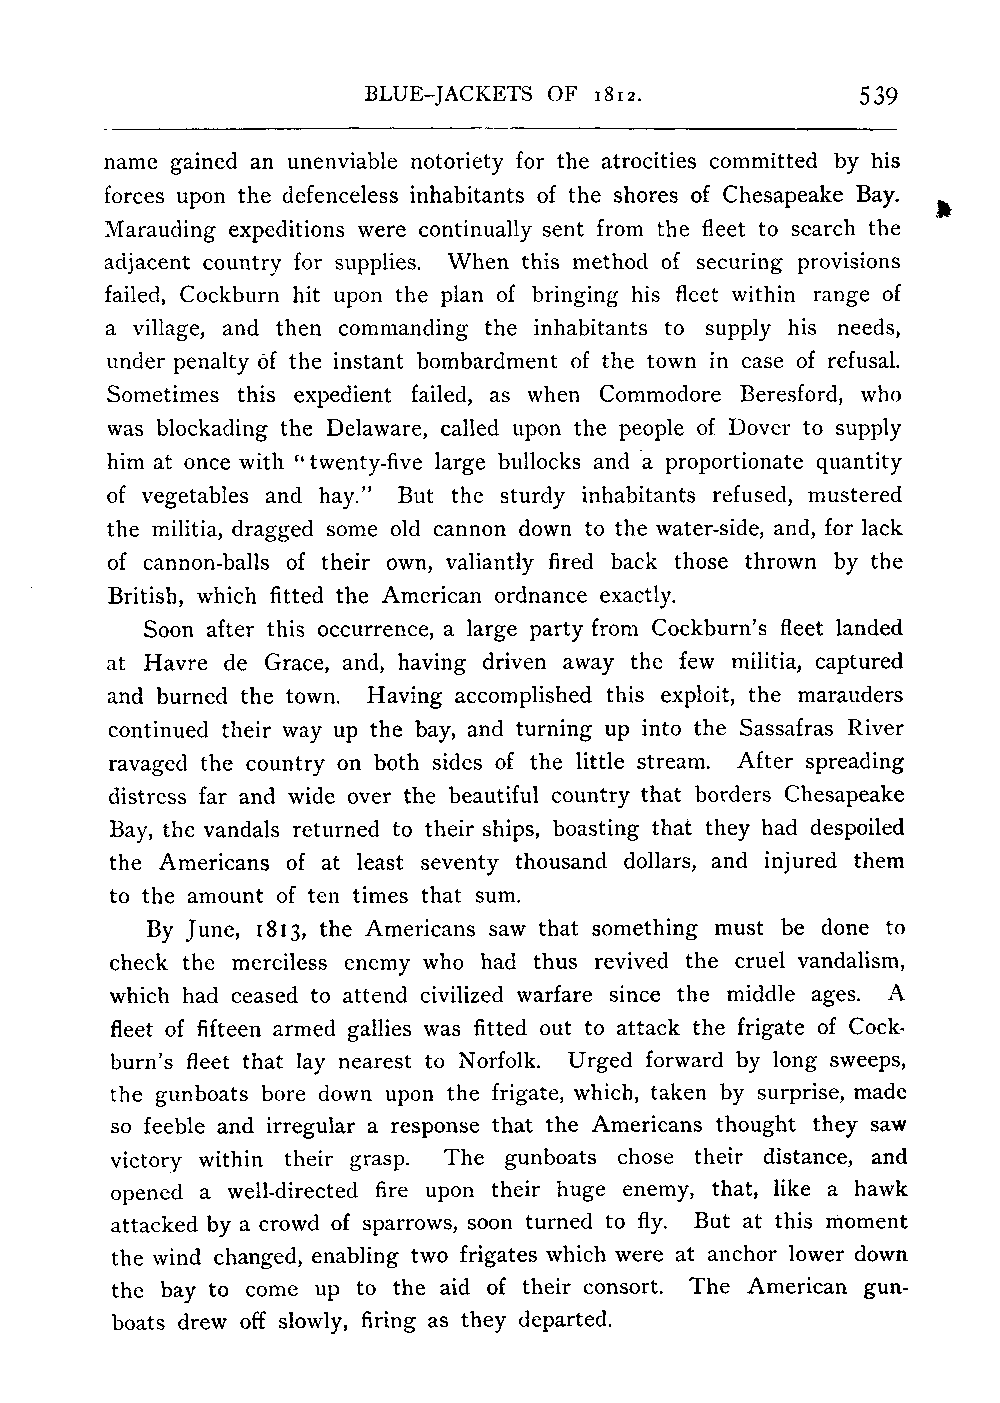 BLUE-JACKETS OF 1812. 539
name gained an unenviable notoriety for the atrocities committed by his
forces upon the defenceless inhabitants of the shores of Chesapeake Bay.
Marauding expeditions were continually sent from the fleet to search the
adjacent country for supplies. When this method of securing provisions
failed, Cockburn hit upon the plan of bringing his fleet within range of
a village, and then commanding the inhabitants to supply his needs,
under penalty of the instant bombardment of the town in case of refusal.
Sometimes this expedient failed, as when Commodore Beresford, who
was blockading the Delaware, called upon the people of Dover to supply
him at once with "twenty-five large bullocks and a proportionate quantity
of vegetables and hay." But the sturdy inhabitants refused, mustered
the militia, dragged some old cannon down to the water-side, and, for lack
of cannon-balls of their own, valiantly fired back those thrown by the
British, which fitted the American ordnance exactly.
Soon after this occurrence, a large party from Cockburn's fleet landed
at Havre de Grace, and, having driven away the few militia, captured
and burned the town. Having accomplished this exploit, the marauders
continued their way up the bay, and turning up into the Sassafras River
ravaged the country on both sides of the little stream. After spreading
distress far and wide over the beautiful country that borders Chesapeake
Bay, the vandals returned to their ships, boasting that they had despoiled
the Americans of at least seventy thousand dollars, and injured them
to the amount of ten times that sum.
By June, 1813, the Americans saw that something must be done to
check the merciless enemy who had thus revived the cruel vandalism,
which had ceased to attend civilized warfare since the middle ages. A
fleet of fifteen armed gallies was fitted out to attack the frigate of Cock-
burn's fleet that lay nearest to Norfolk. Urged forward by long sweeps,
the gunboats bore down upon the frigate, which, taken by surprise, made
so feeble and irregular a response that the Americans thought they saw
victory within their grasp. The gunboats chose their distance, and
opened a well-directed fire upon their huge enemy, that, like a hawk
attacked by a crowd of sparrows, soon turned to fly. But at this moment
the wind changed, enabling two frigates which were at anchor lower down
the bay to come up to the aid of their consort. The American gun-
boats drew off slowly, firing as they departed.